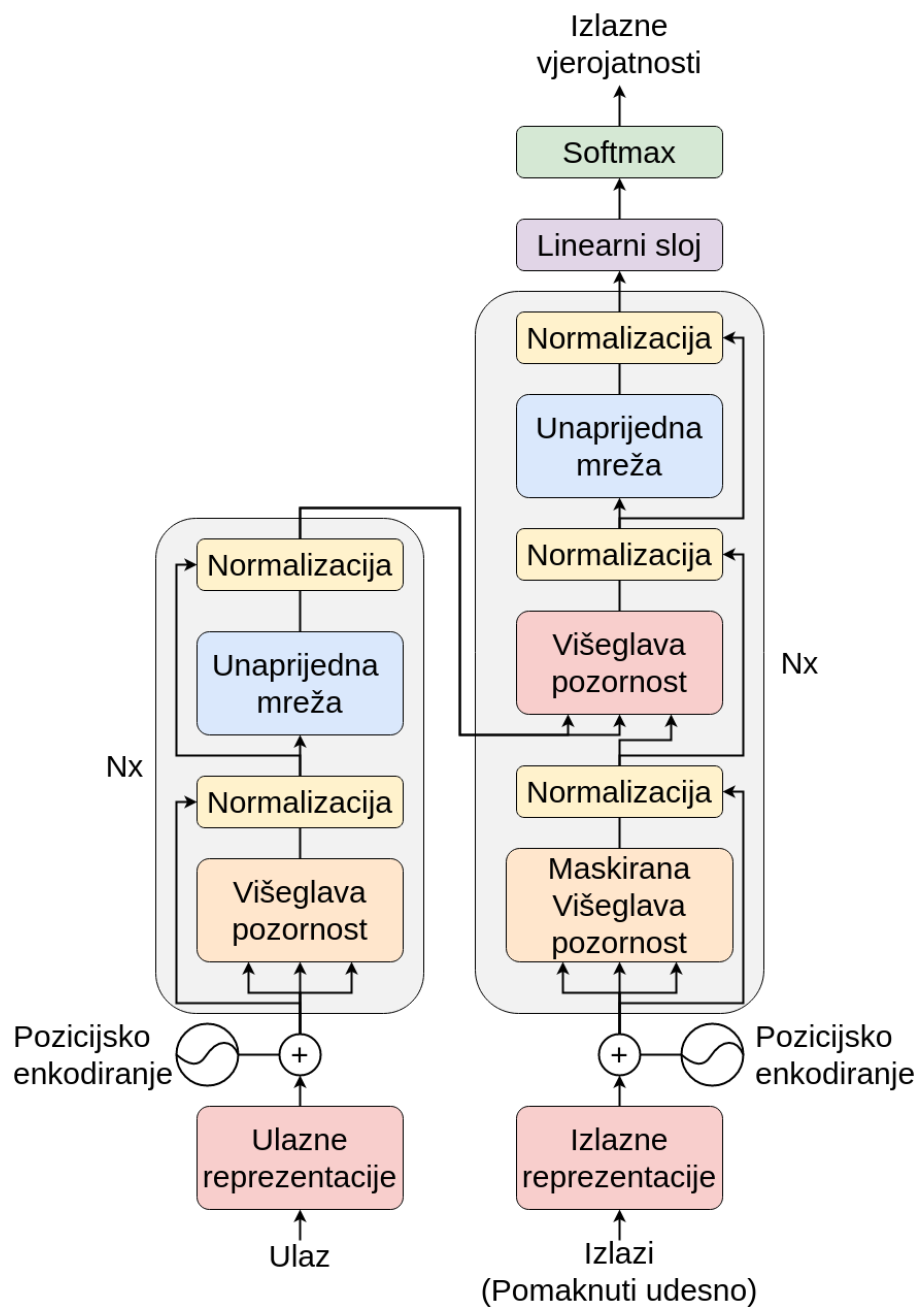 Izlazne
vjerojatnosti
Softmax
Linearni sloj
Normalizacija
Unaprijedna
mreža
Normalizacija
Višeglava
pozornost
Nx
Normalizacija
Maskirana
Višeglava
pozornost
Normalizacija
Unaprijedna
mreža
Nx
Normalizacija
Višeglava
pozornost
Pozicijsko
enkodiranje
+
+
Pozicijsko
enkodiranje
Ulazne
reprezentacije
Izlazne
reprezentacije
Ulaz
Izlazi
(Pomaknuti udesno)